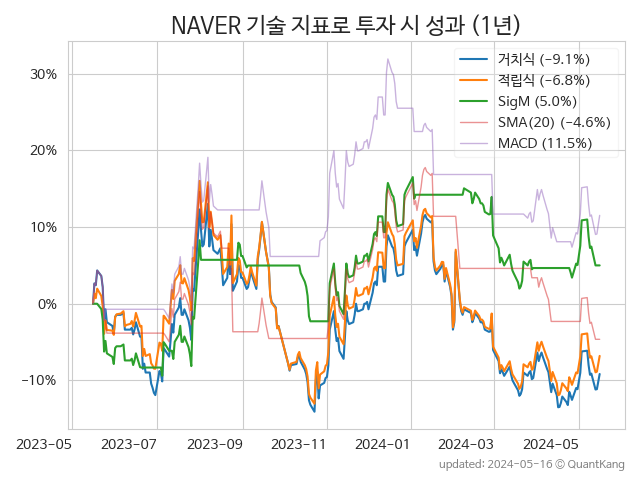 NAVER 기술 지표로 투자 시 성과 (1년)
거치식 (−9.1%)
적립식 (−6.8%)
SigM (5.0%)
SMA(20) (−4.6%)
MACD (11.5%)
30%
20%
10%
0%
−10%
2023-05 2023-07 2023-09 2023-11 2024-01 2024-03 2024-05
updated: 2024-05-16 © QuantKang